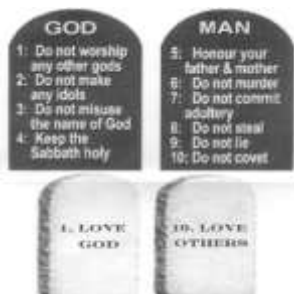 GOD
1: Do not worship
any other gods
2: Do not make
any idols
3: Do not misuse
the name of God
4: Keep the
Sabbath holy
MAN
5: Honour your
father & mother
6: Do not murder
7: Do not commit
adultery
8: Do not steal
9: Do not lie
10: Do not covet
1. LOVE
GOD
10. LOVE
OTHERS